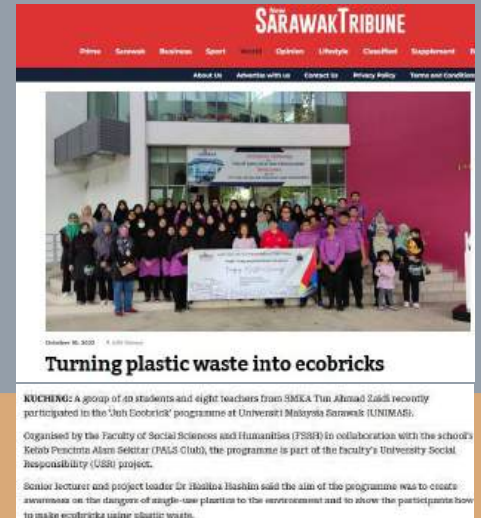 New
SARAWAKTRIBUNE
Prime Sarawak Business Sport World Opinion Lifestyle Classified Supplement
About Us Advertise with us Contact Us Privacy Policy Terms and Condition
October
Turning plastic waste into ecobricks
KUCHING: A group of 40 students and eight teachers from SMKA Tun Ahmad Zaidi recently
participated in the 'Juh Ecobrick' programme at Universiti Malaysia Sarawak (UNIMAS).
Organised by the Faculty of Social Sciences and Humanities (FSSH) in collaboration with the school's
Kelab Pencinta Alam Sekitar (PALS Club), the programme is part of the faculty's University Social
Responsibility (USR) project.
Senior lecturer and project leader Dr Haslina Hashim said the aim of the programme was to create
awareness on the dangers of single-use plastics to the environment and to show the participants how
to make ecobricks using plastic waste.